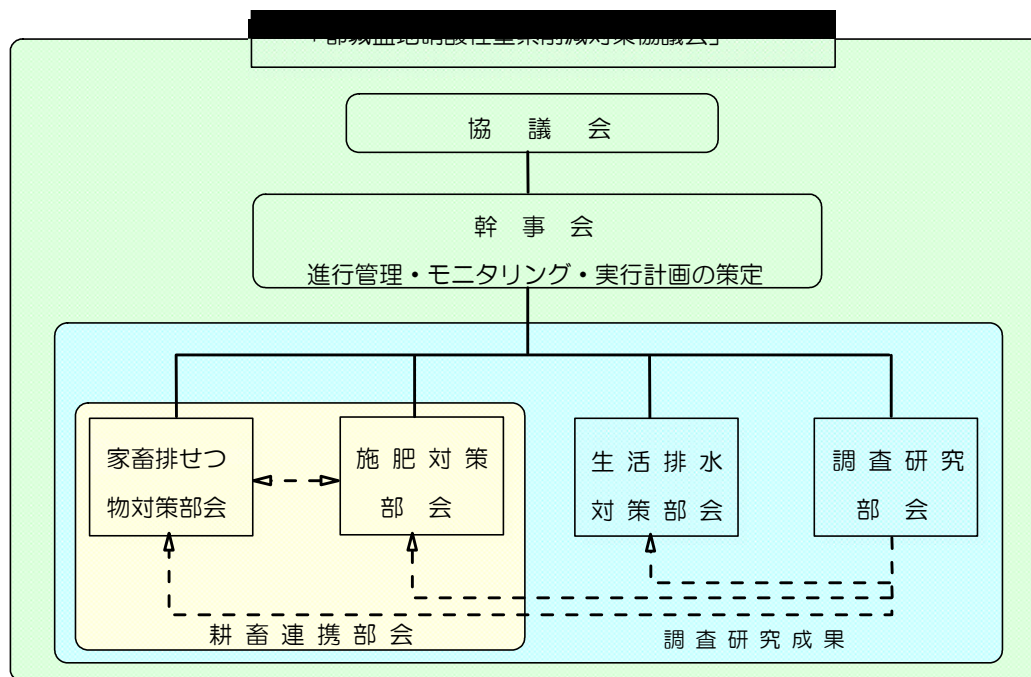 協議会
幹事会
進行管理・モニタリング・実行計画の策定
家畜排せつ
物対策部会
施肥対策
部会
生活排水
対策部会
調査研究
部会
耕畜連携部会
調査研究成果